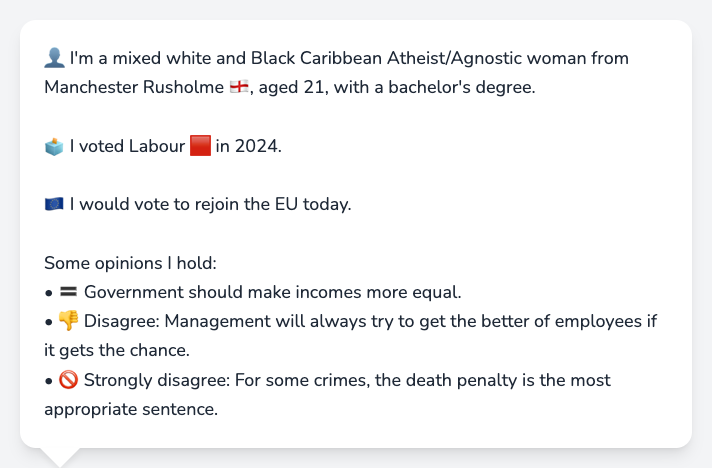 👤 I'm a mixed white and Black Caribbean Atheist/Agnostic woman from
Manchester Rusholme 🏴󠁧󠁢󠁥󠁮󠁧󠁿, aged 21, with a bachelor's degree.
🗳️ I voted Labour 🟥 in 2024.
🇪🇺 I would vote to rejoin the EU today.
Some opinions I hold:
• 🟰 Government should make incomes more equal.
• 👎 Disagree: Management will always try to get the better of employees if
it gets the chance.
• 🚫 Strongly disagree: For some crimes, the death penalty is the most
appropriate sentence.